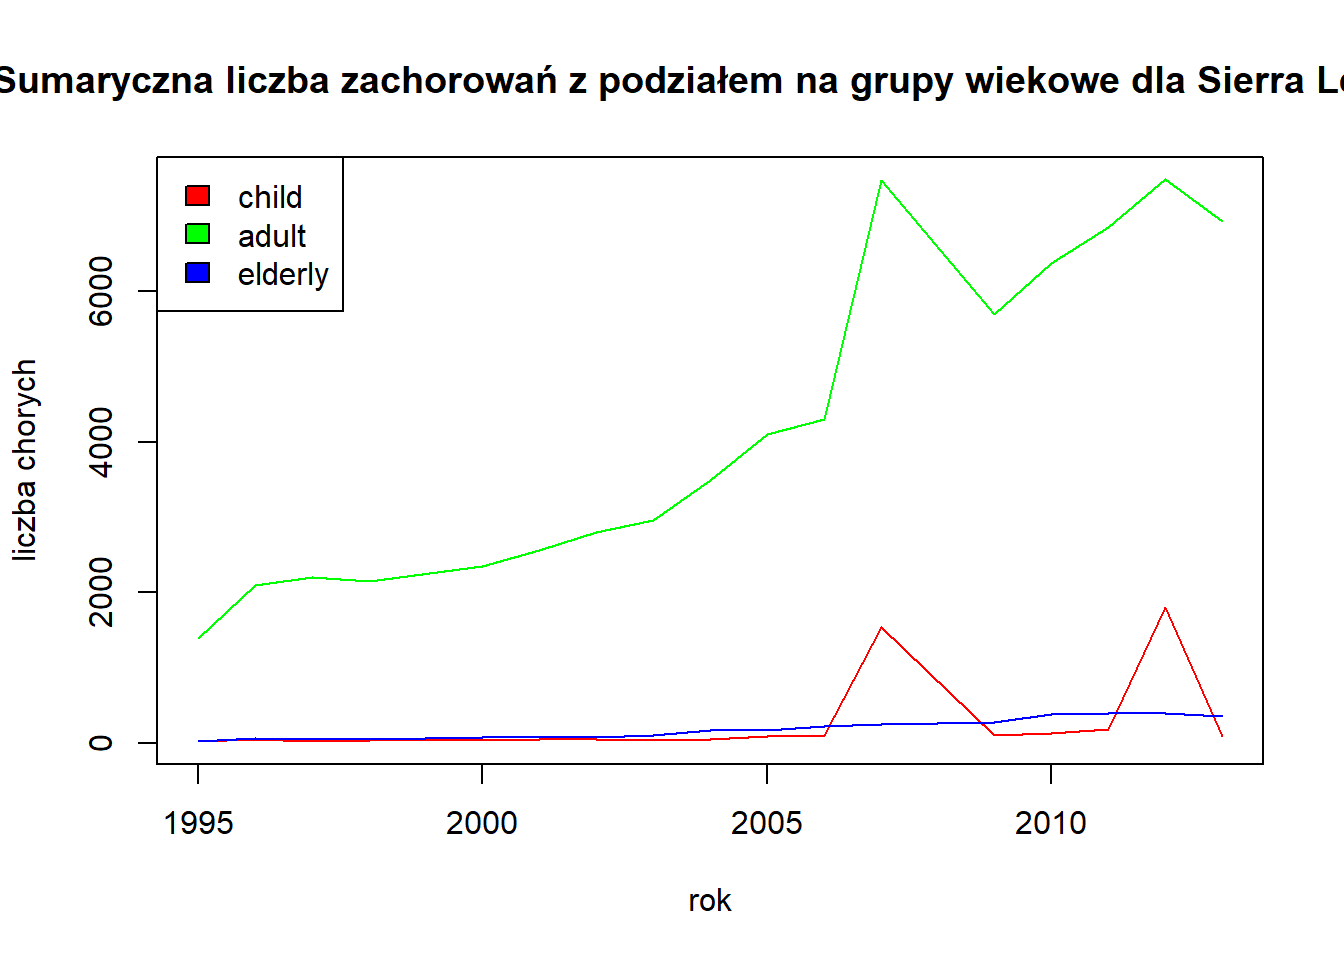 Sumaryczna liczba zachorowań z podziałem na grupy wiekowe dla Sierra
child
adult
elderly
liczba chorych
6000
4000
2000
0
1995
2000
2005
2010
rok